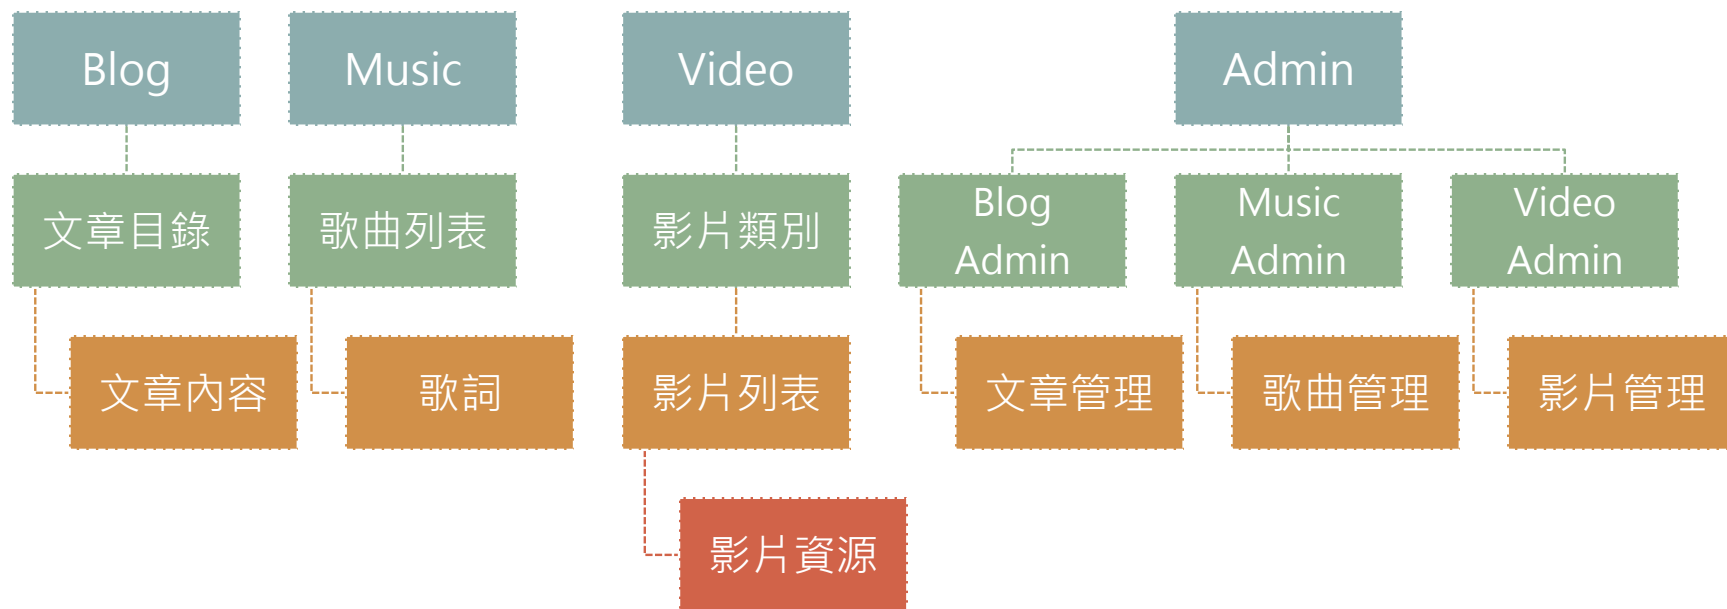 Blog
Music
Video
Admin
文章目錄
歌曲列表
影片類別
Blog
Admin
Music
Admin
Video
Admin
文章內容
歌詞
影片列表
文章管理
歌曲管理
影片管理
影片資源